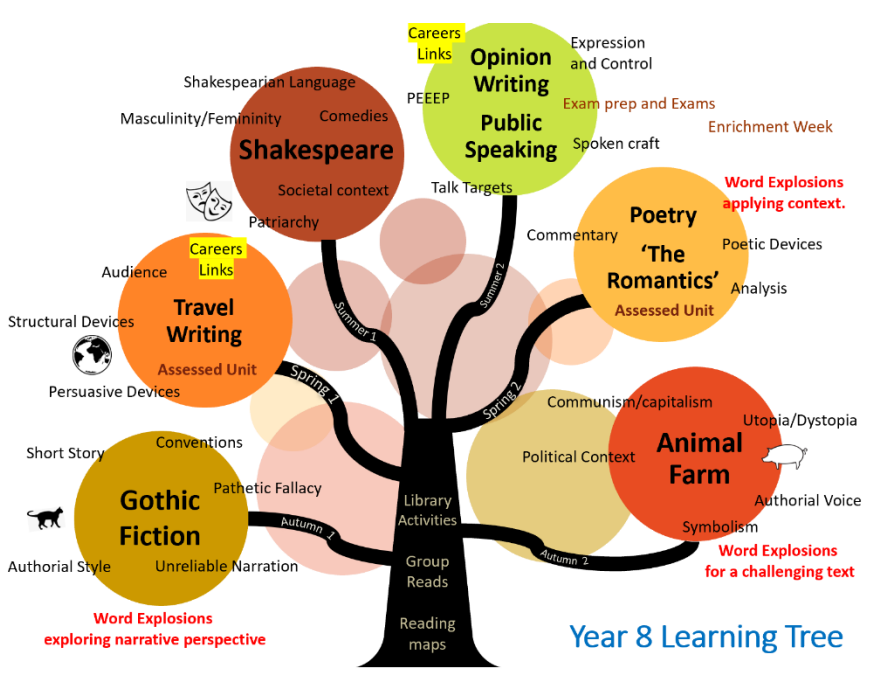 Careers
Links
Opinion
Writing
Public
Speaking
Expression
and Control
PEEEP
Exam prep and Exams
Enrichment Week
Spoken craft
Talk Targets
Shakespearian Language
Masculinity/Femininity
Comedies
Shakespeare
Societal context
Patriarchy
Word Explosions
applying context.
Poetry
‘The
Romantics’
Assessed Unit
Commentary
Poetic Devices
Analysis
Careers
Links
Audience
Travel
Writing
Structural Devices
Assessed Unit
Persuasive Devices
Summer 1
Summer 2
Spring 1
Spring 2
Communism/capitalism
Utopia/Dystopia
Animal
Farm
Political Context
Authorial Voice
Symbolism
Word Explosions
for a challenging text
Short Story
Conventions
Pathetic Fallacy
Gothic
Fiction
Authorial Style
Unreliable Narration
Word Explosions
exploring narrative perspective
Autumn 1
Autumn 2
Library
Activities
Group
Reads
Reading
maps
Year 8 Learning Tree